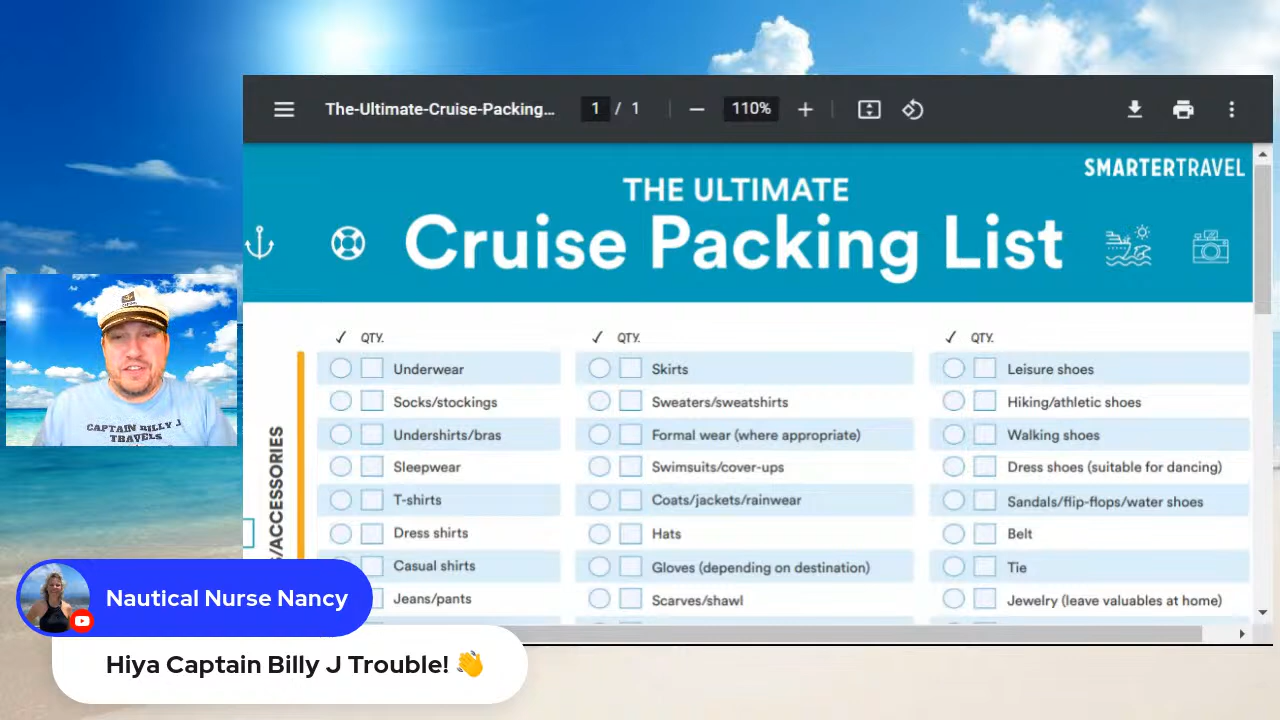 The-Ultimate-Cruise-Packing... 1 / 1 110%
SMARTERTRAVEL
THE ULTIMATE
Cruise Packing List
✓ QTY. ✓ QTY. ✓ QTY.
Underwear Skirts Leisure shoes
Socks/stockings Sweaters/sweatshirts Hiking/athletic shoes
Undershirts/bras Formal wear (where appropriate) Walking shoes
Sleepwear Swimsuits/cover-ups Dress shoes (suitable for dancing)
T-shirts Coats/jackets/rainwear Sandals/flip-flops/water shoes
Dress shirts Hats Belt
Casual shirts Gloves (depending on destination) Tie
Jeans/pants Scarves/shawl Jewelry (leave valuables at home)
/ACCESSORIES
CAPTAIN BILLY J
TRAVELS
Nautical Nurse Nancy
Hiya Captain Billy J Trouble! 👋